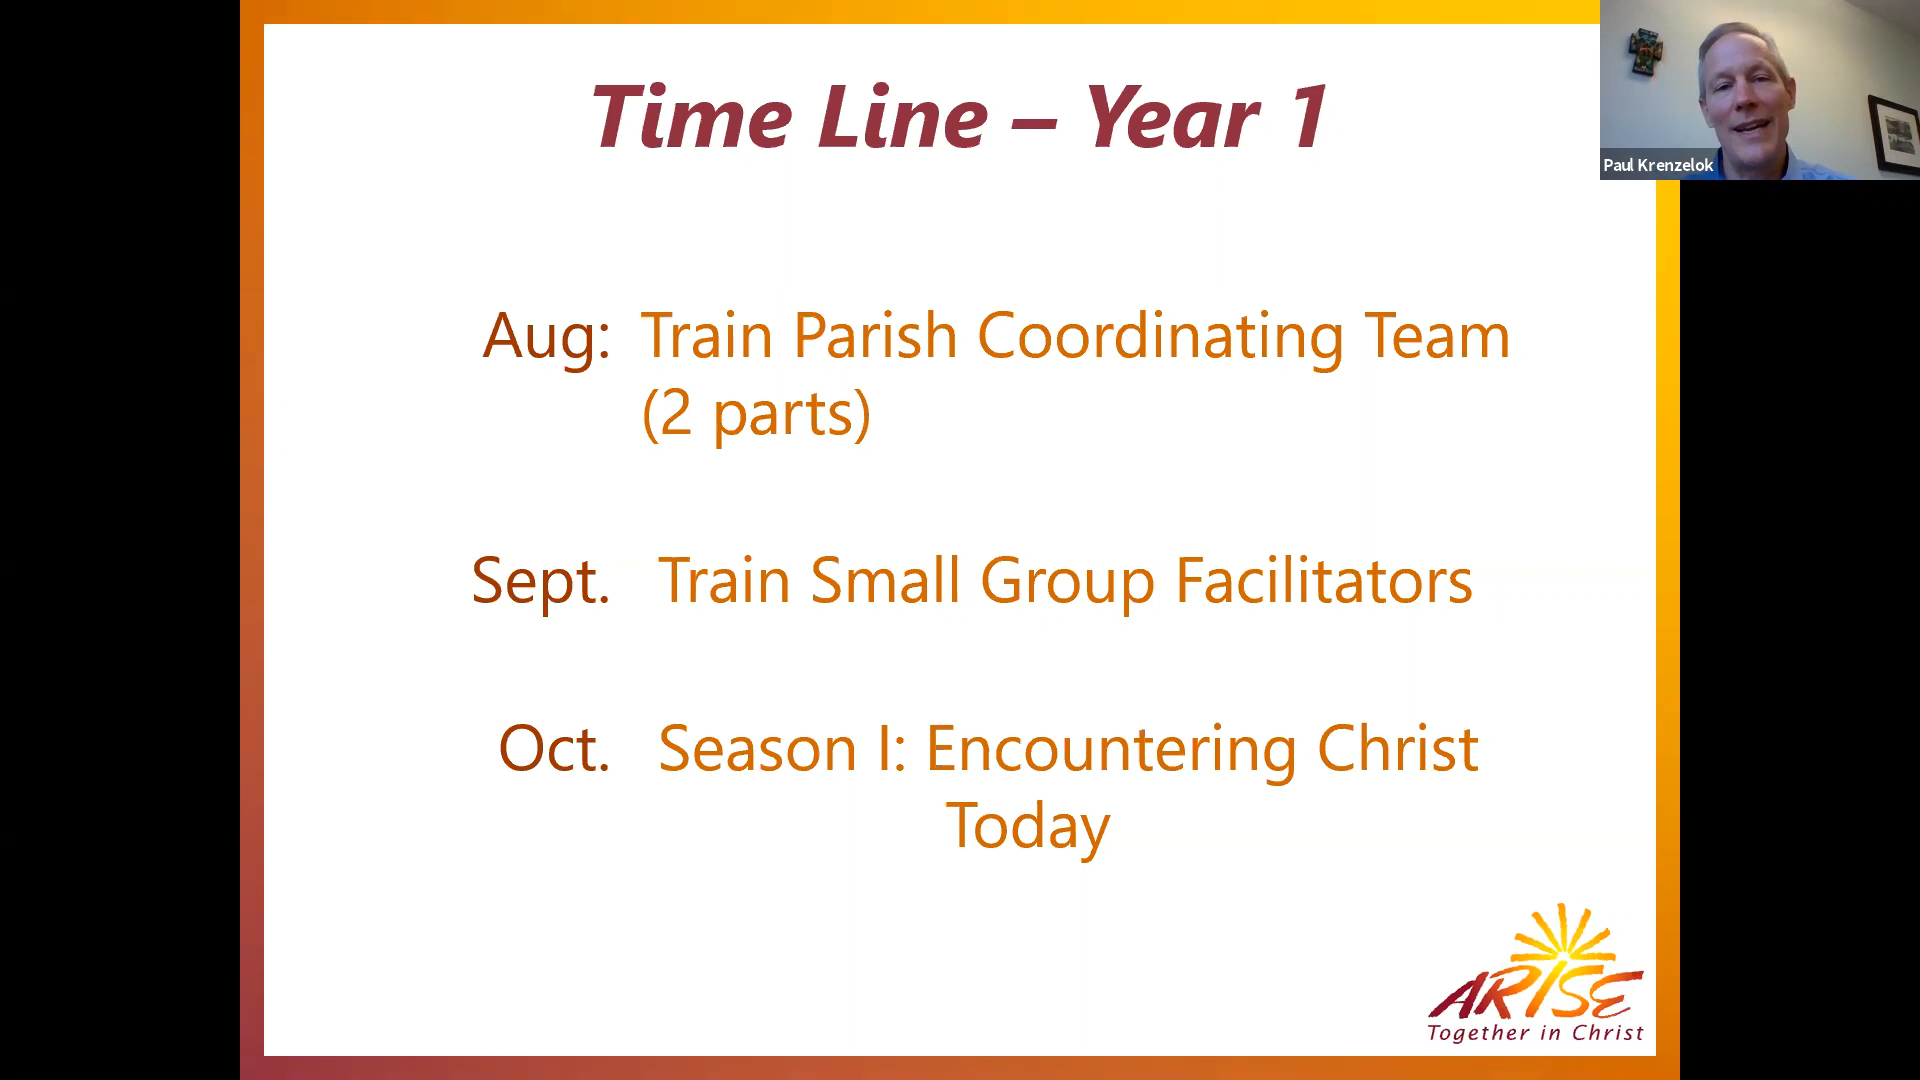 Time Line – Year 1
Paul Krenzelok
Aug: Train Parish Coordinating Team
(2 parts)
Sept. Train Small Group Facilitators
Oct. Season I: Encountering Christ
Today
ARISE
Together in Christ